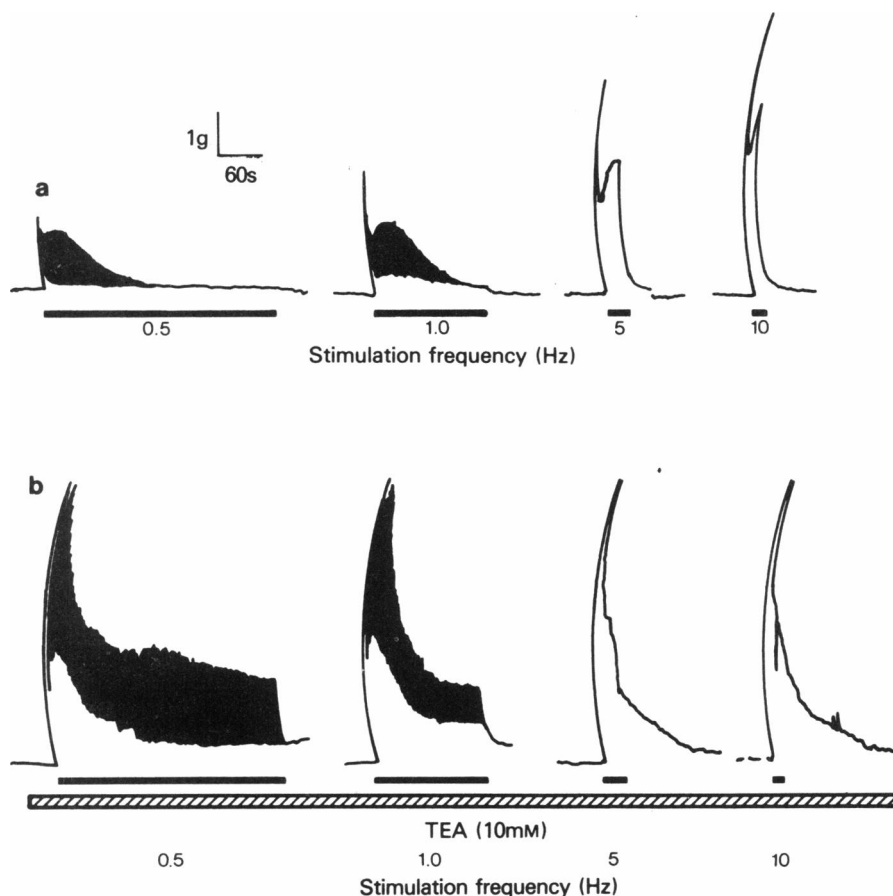 1g
60s
a
0.5 1.0 5 10
Stimulation frequency (Hz)
b
TEA (10mM)
0.5 1.0 5 10
Stimulation frequency (Hz)